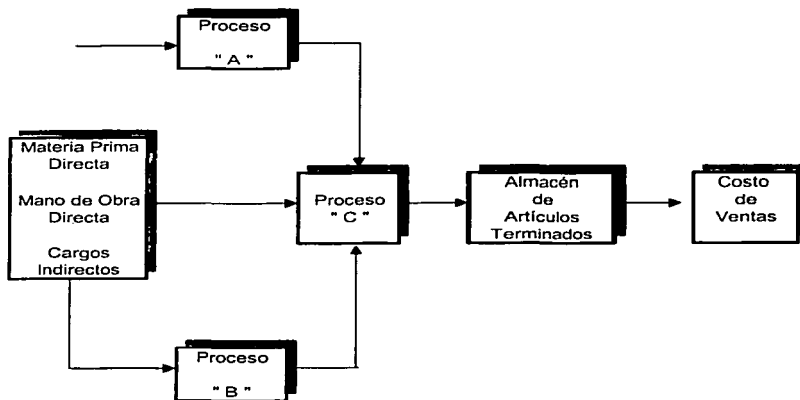 Proceso
" A "
Materia Prima
Directa
Mano de Obra
Directa
Cargos
Indirectos
Proceso
" C "
Almacén
de
Artículos
Terminados
Costo
de
Ventas
Proceso
" B "